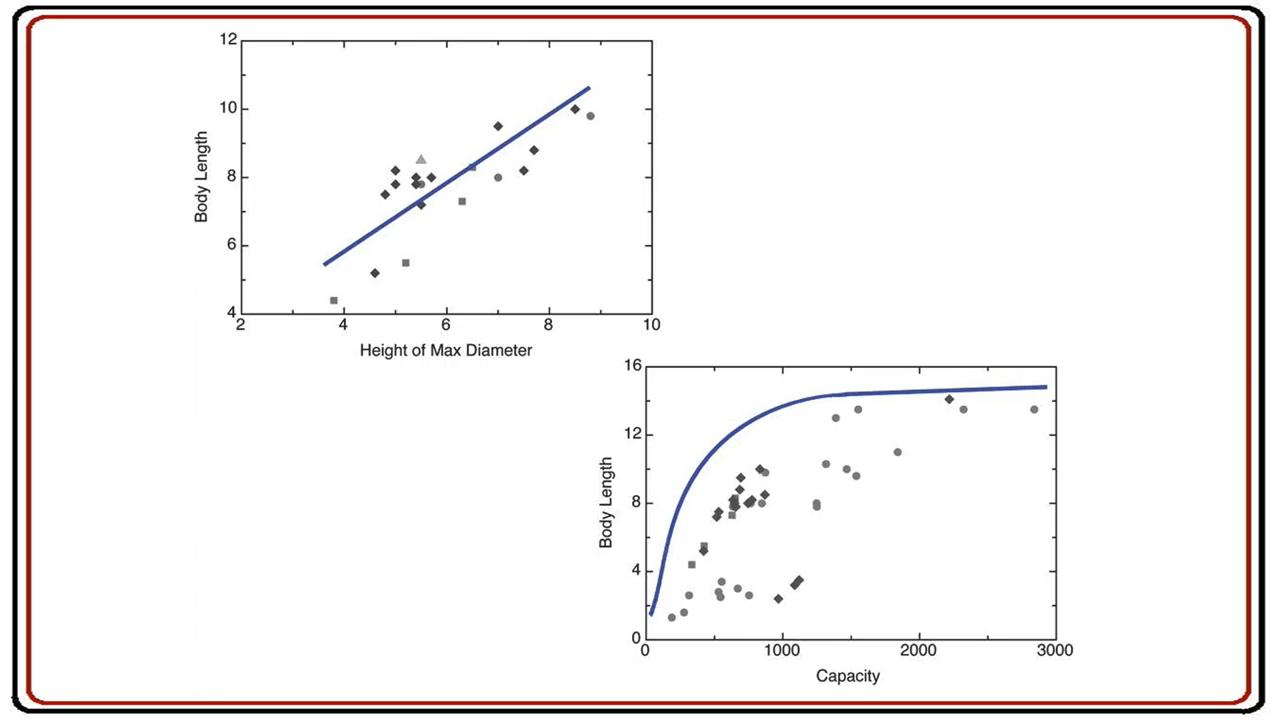 12
10
8
6
4
2 4 6 8 10
Body Length
Height of Max Diameter
16
12
8
4
0
0 1000 2000 3000
Body Length
Capacity